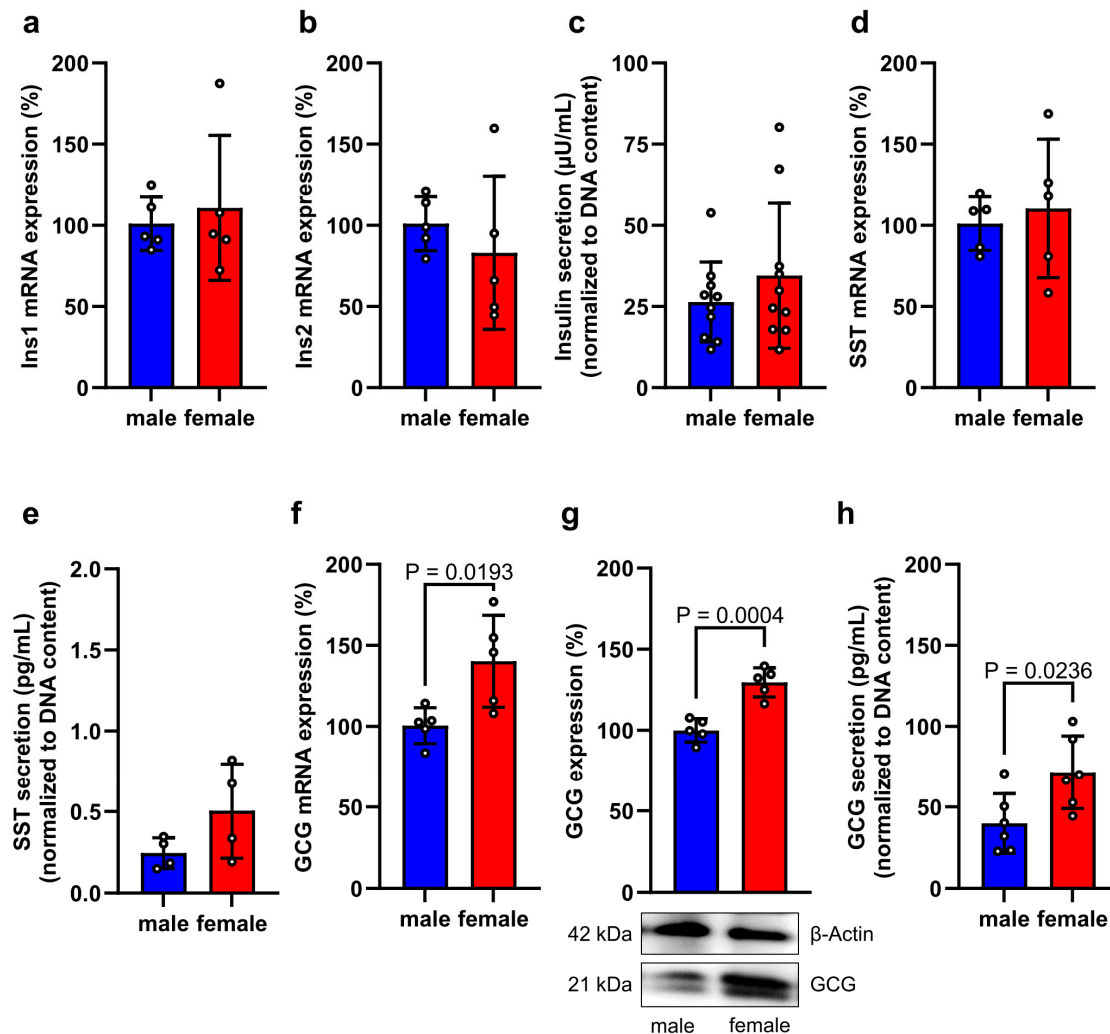 a
Ins1 mRNA expression (%)
200
150
100
50
0
male female
b
Ins2 mRNA expression (%)
200
150
100
50
0
male female
c
Insulin secretion (µU/mL)
(normalized to DNA content)
100
75
50
25
0
male female
d
SST mRNA expression (%)
200
150
100
50
0
male female
e
SST secretion (pg/mL)
(normalized to DNA content)
2.0
1.5
1.0
0.5
0.0
male female
f
GCG mRNA expression (%)
200
150
100
50
0
P = 0.0193
male female
g
GCG expression (%)
200
150
100
50
0
P = 0.0004
42 kDa
β-Actin
21 kDa
GCG
male female
h
GCG secretion (pg/mL)
(normalized to DNA content)
200
150
100
50
0
P = 0.0236
male female